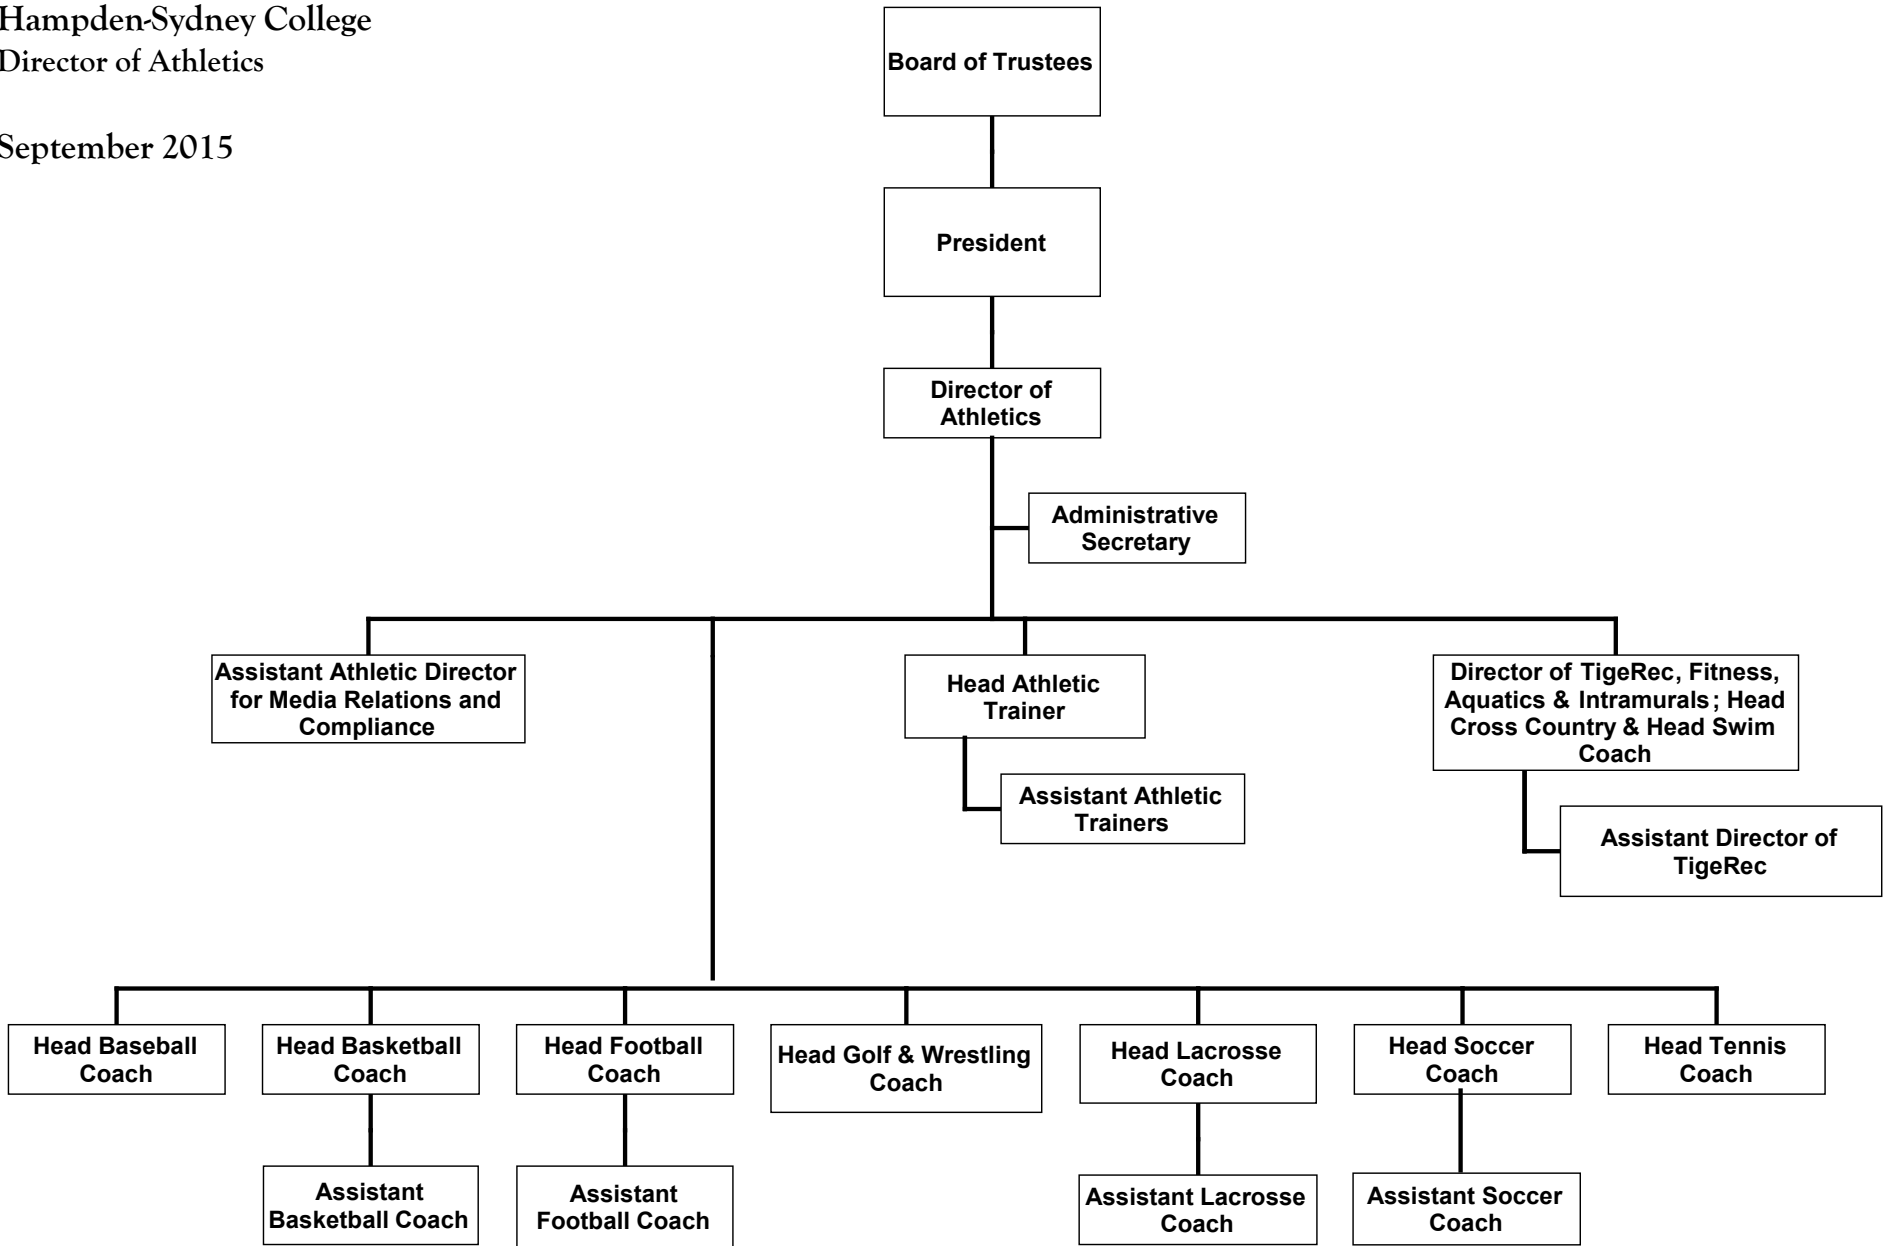 Hampden-Sydney College
Director of Athletics
September 2015
Board of Trustees
President
Director of
Athletics
Administrative
Secretary
Assistant Athletic Director
for Media Relations and
Compliance
Head Athletic
Trainer
Director of TigeRec, Fitness,
Aquatics & Intramurals; Head
Cross Country & Head Swim
Coach
Assistant Athletic
Trainers
Assistant Director of
TigeRec
Head Baseball
Coach
Head Basketball
Coach
Head Football
Coach
Head Golf & Wrestling
Coach
Head Lacrosse
Coach
Head Soccer
Coach
Head Tennis
Coach
Assistant
Basketball Coach
Assistant
Football Coach
Assistant Lacrosse
Coach
Assistant Soccer
Coach